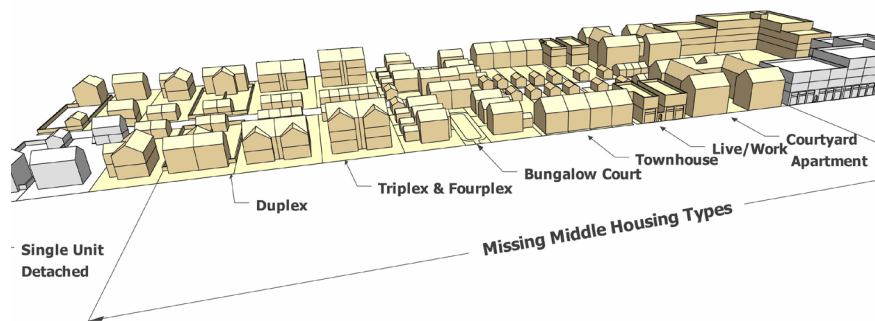 Single Unit
Detached
Duplex
Triplex & Fourplex
Bungalow Court
Townhouse
Live/Work
Courtyard
Apartment
Missing Middle Housing Types